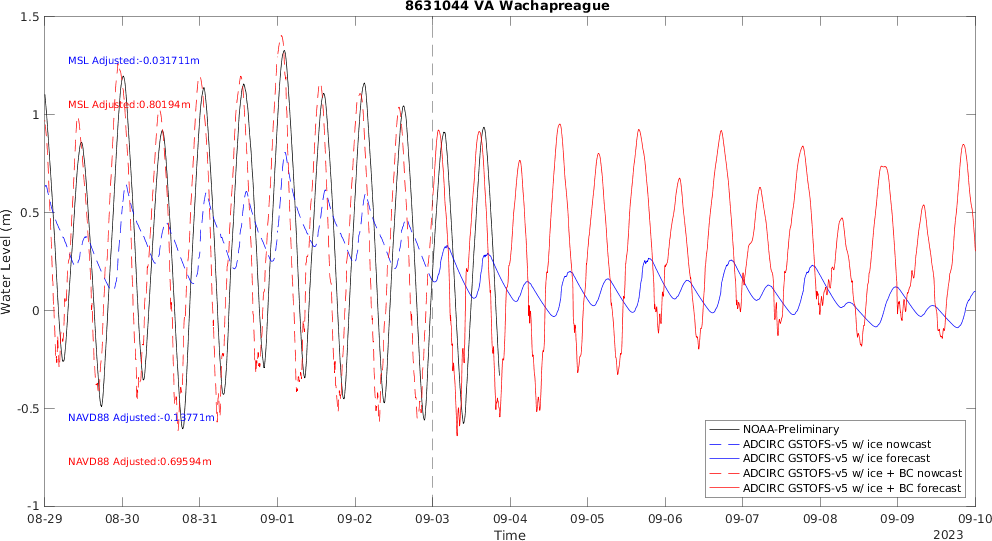 8631044 VA Wachapreague
1.5
1
0.5
0
-0.5
-1
Water Level (m)
MSL Adjusted:-0.031711m
MSL Adjusted:0.80194m
NAVD88 Adjusted:-0.13771m
NAVD88 Adjusted:0.69594m
NOAA-Preliminary
ADCIRC GSTOFS-v5 w/ ice nowcast
ADCIRC GSTOFS-v5 w/ ice forecast
ADCIRC GSTOFS-v5 w/ ice + BC nowcast
ADCIRC GSTOFS-v5 w/ ice + BC forecast
08-29 08-30 08-31 09-01 09-02 09-03 09-04 09-05 09-06 09-07 09-08 09-09 09-10
Time
2023